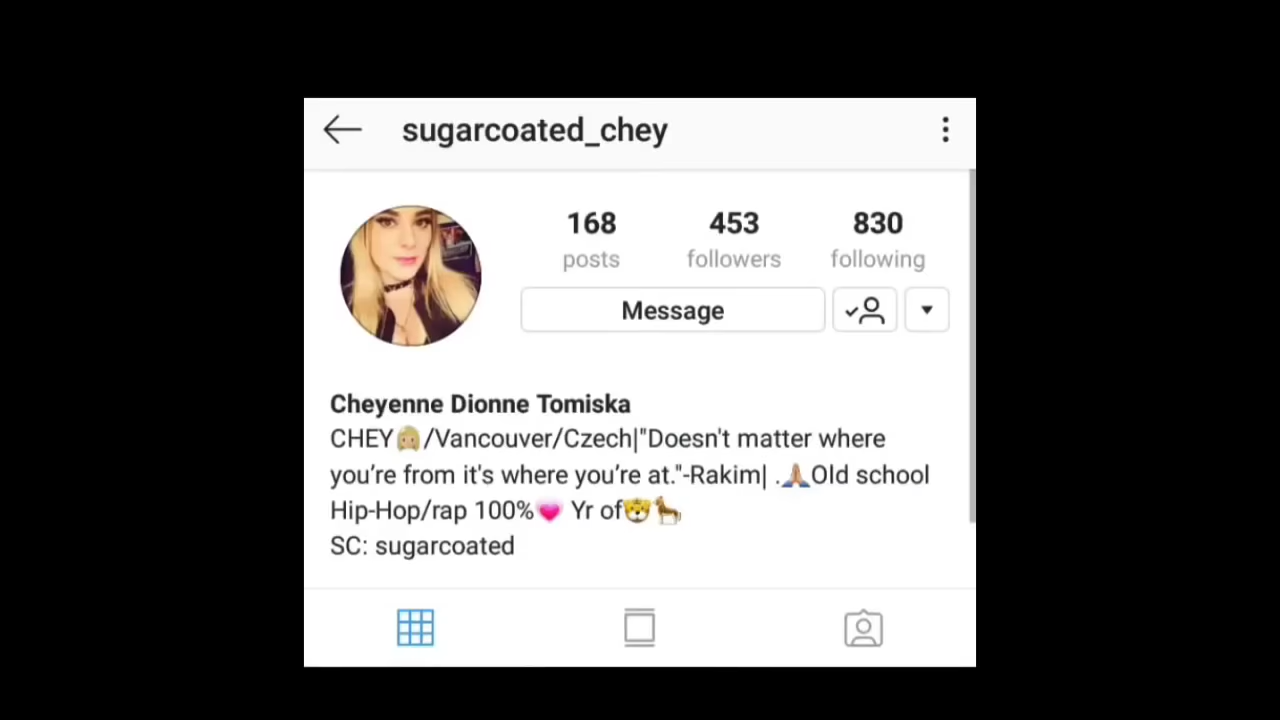 sugarcoated_chey
168 453 830
posts followers following
Message
Cheyenne Dionne Tomiska
CHEY👸🏼/Vancouver/Czech|"Doesn't matter where
you’re from it's where you’re at."-Rakim| .🙏🏼Old school
Hip-Hop/rap 100%💗 Yr of🐯🐎
SC: sugarcoated